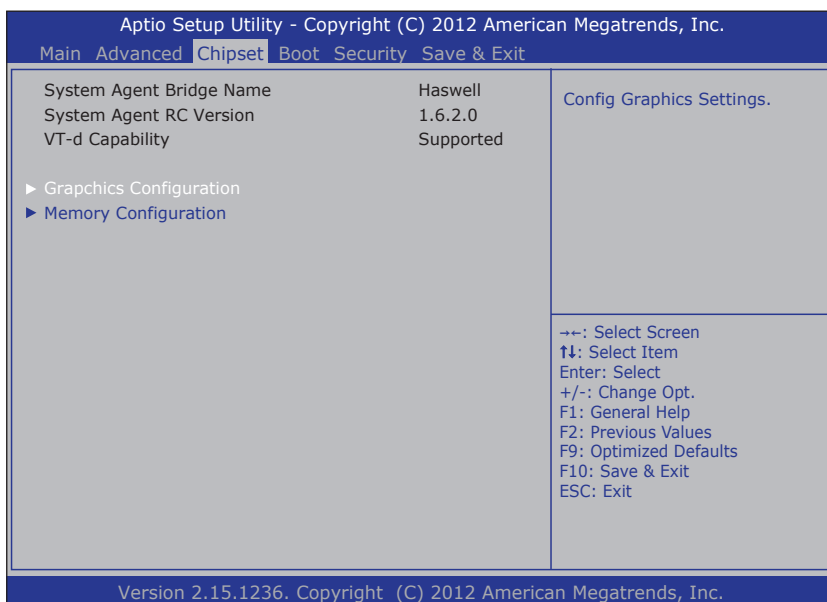 Aptio Setup Utility - Copyright (C) 2012 American Megatrends, Inc.
Main Advanced Chipset Boot Security Save & Exit
System Agent Bridge Name Haswell
System Agent RC Version 1.6.2.0
VT-d Capability Supported
▶ Grapchics Configuration
▶ Memory Configuration
Config Graphics Settings.
→←: Select Screen
↑↓: Select Item
Enter: Select
+/-: Change Opt.
F1: General Help
F2: Previous Values
F9: Optimized Defaults
F10: Save & Exit
ESC: Exit
Version 2.15.1236. Copyright (C) 2012 American Megatrends, Inc.